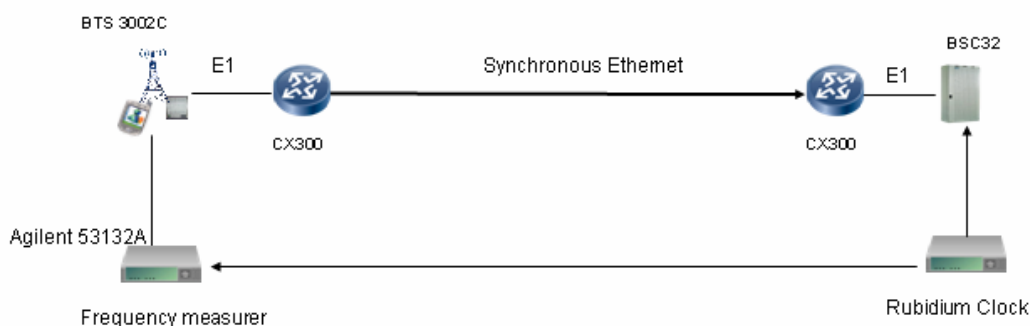 BTS 3002C
BSC32
E1
Synchronous Ethernet
E1
CX300
CX300
Agilent 53132A
Frequency measurer
Rubidium Clock